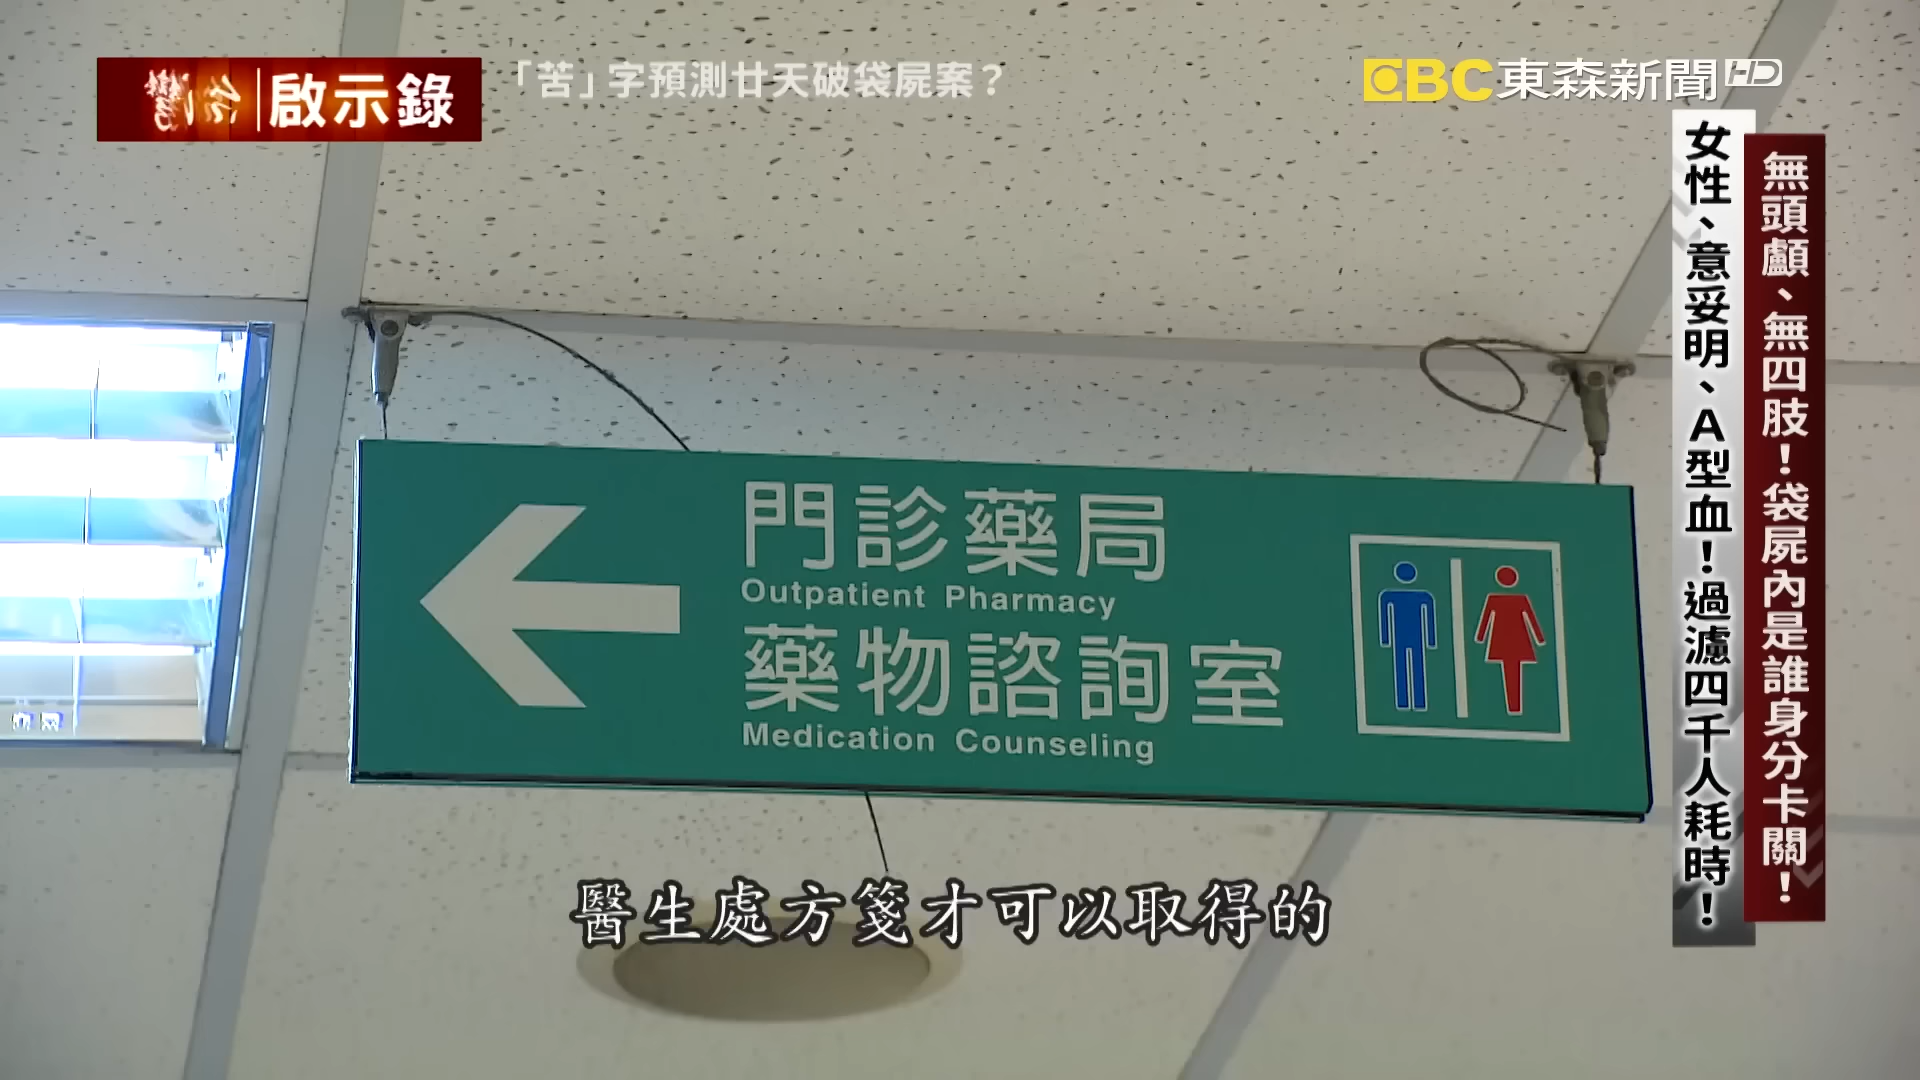 台灣啟示錄
「苦」字預測廿天破袋屍案？
EBC東森新聞HD
無頭顱、無四肢！袋屍內是誰身分卡關！
女性、意妥明、A型血！過濾四千人耗時！
門診藥局
Outpatient Pharmacy
藥物諮詢室
Medication Counseling
醫生處方箋才可以取得的